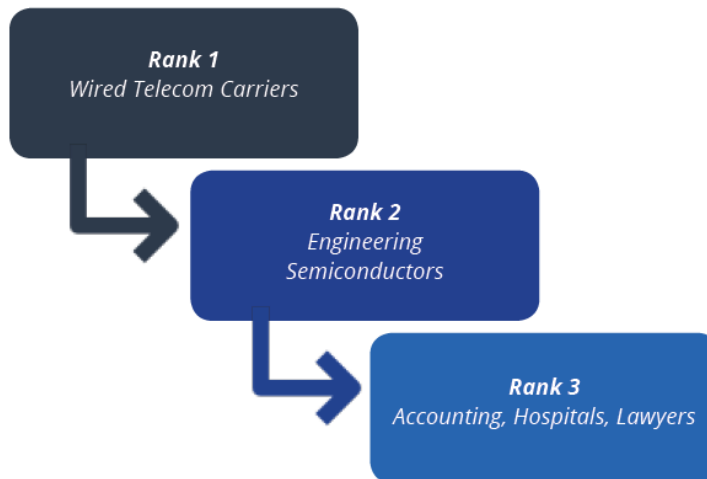 Rank 1
Wired Telecom Carriers
Rank 2
Engineering
Semiconductors
Rank 3
Accounting, Hospitals, Lawyers